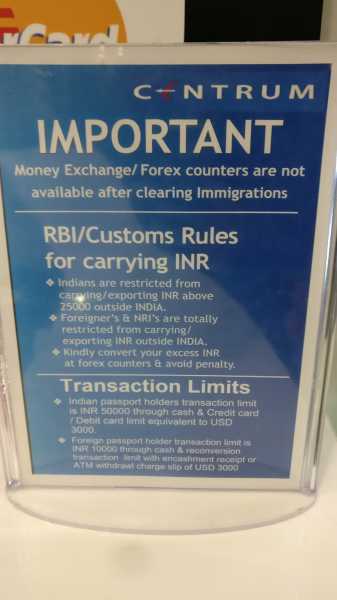 rCard
CENTRUM
IMPORTANT
Money Exchange/ Forex counters are not
available after clearing Immigrations
RBI/Customs Rules
for carrying INR
❖ Indians are restricted from
carrying/exporting INR above
25000 outside INDIA.
❖ Foreigner's & NRI's are totally
restricted from carrying/
exporting INR outside INDIA.
❖ Kindly convert your excess INR
at forex counters & avoid penalty.
Transaction Limits
❖ Indian passport holders transaction limit
is INR 50000 through cash & Credit card
/ Debit card limit equivalent to USD
3000.
❖ Foreign passport holder transaction limit is
INR 10000 through cash & reconversion
transaction limit with encashment receipt or
ATM withdrawl charge slip of USD 3000